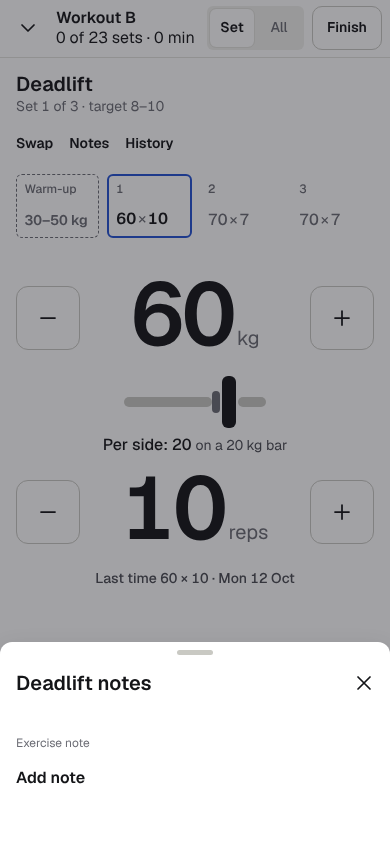 Workout B
0 of 23 sets · 0 min
Set
All
Finish
Deadlift
Set 1 of 3 · target 8–10
Swap
Notes
History
Warm-up
30–50 kg
1
60×10
2
70×7
3
70×7
−
60 kg
+
Per side: 20 on a 20 kg bar
−
10 reps
+
Last time 60 × 10 · Mon 12 Oct
Deadlift notes
Exercise note
Add note